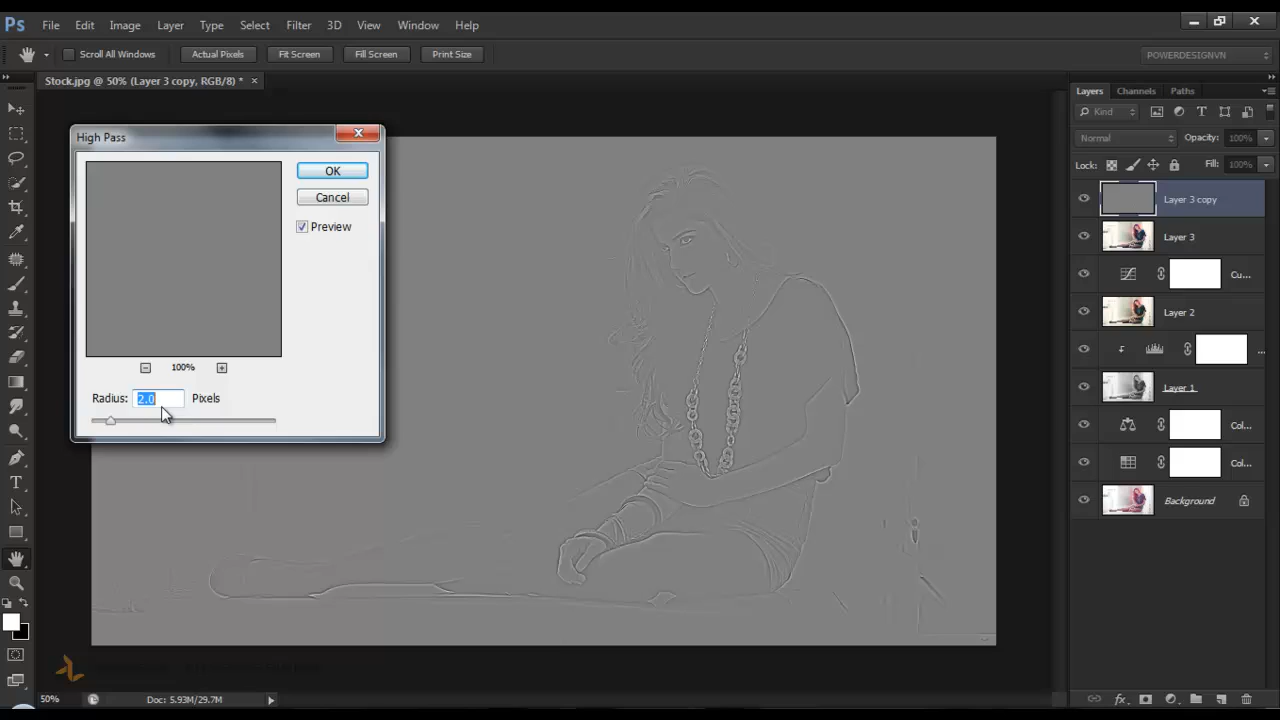 Ps File Edit Image Layer Type Select Filter 3D View Window Help
Scroll All Windows Actual Pixels Fit Screen Fill Screen Print Size POWERDESIGNVN
Stock.jpg @ 50% (Layer 3 copy, RGB/8) *
Layers Channels Paths
Kind
Normal Opacity: 100%
Lock: Fill: 100%
High Pass
OK
Cancel
Preview
100%
Radius: 2.0 Pixels
Layer 3 copy
Layer 3
Cu...
Layer 2
...
Layer 1
Col...
Col...
Background
50% Doc: 5.93M/29.7M